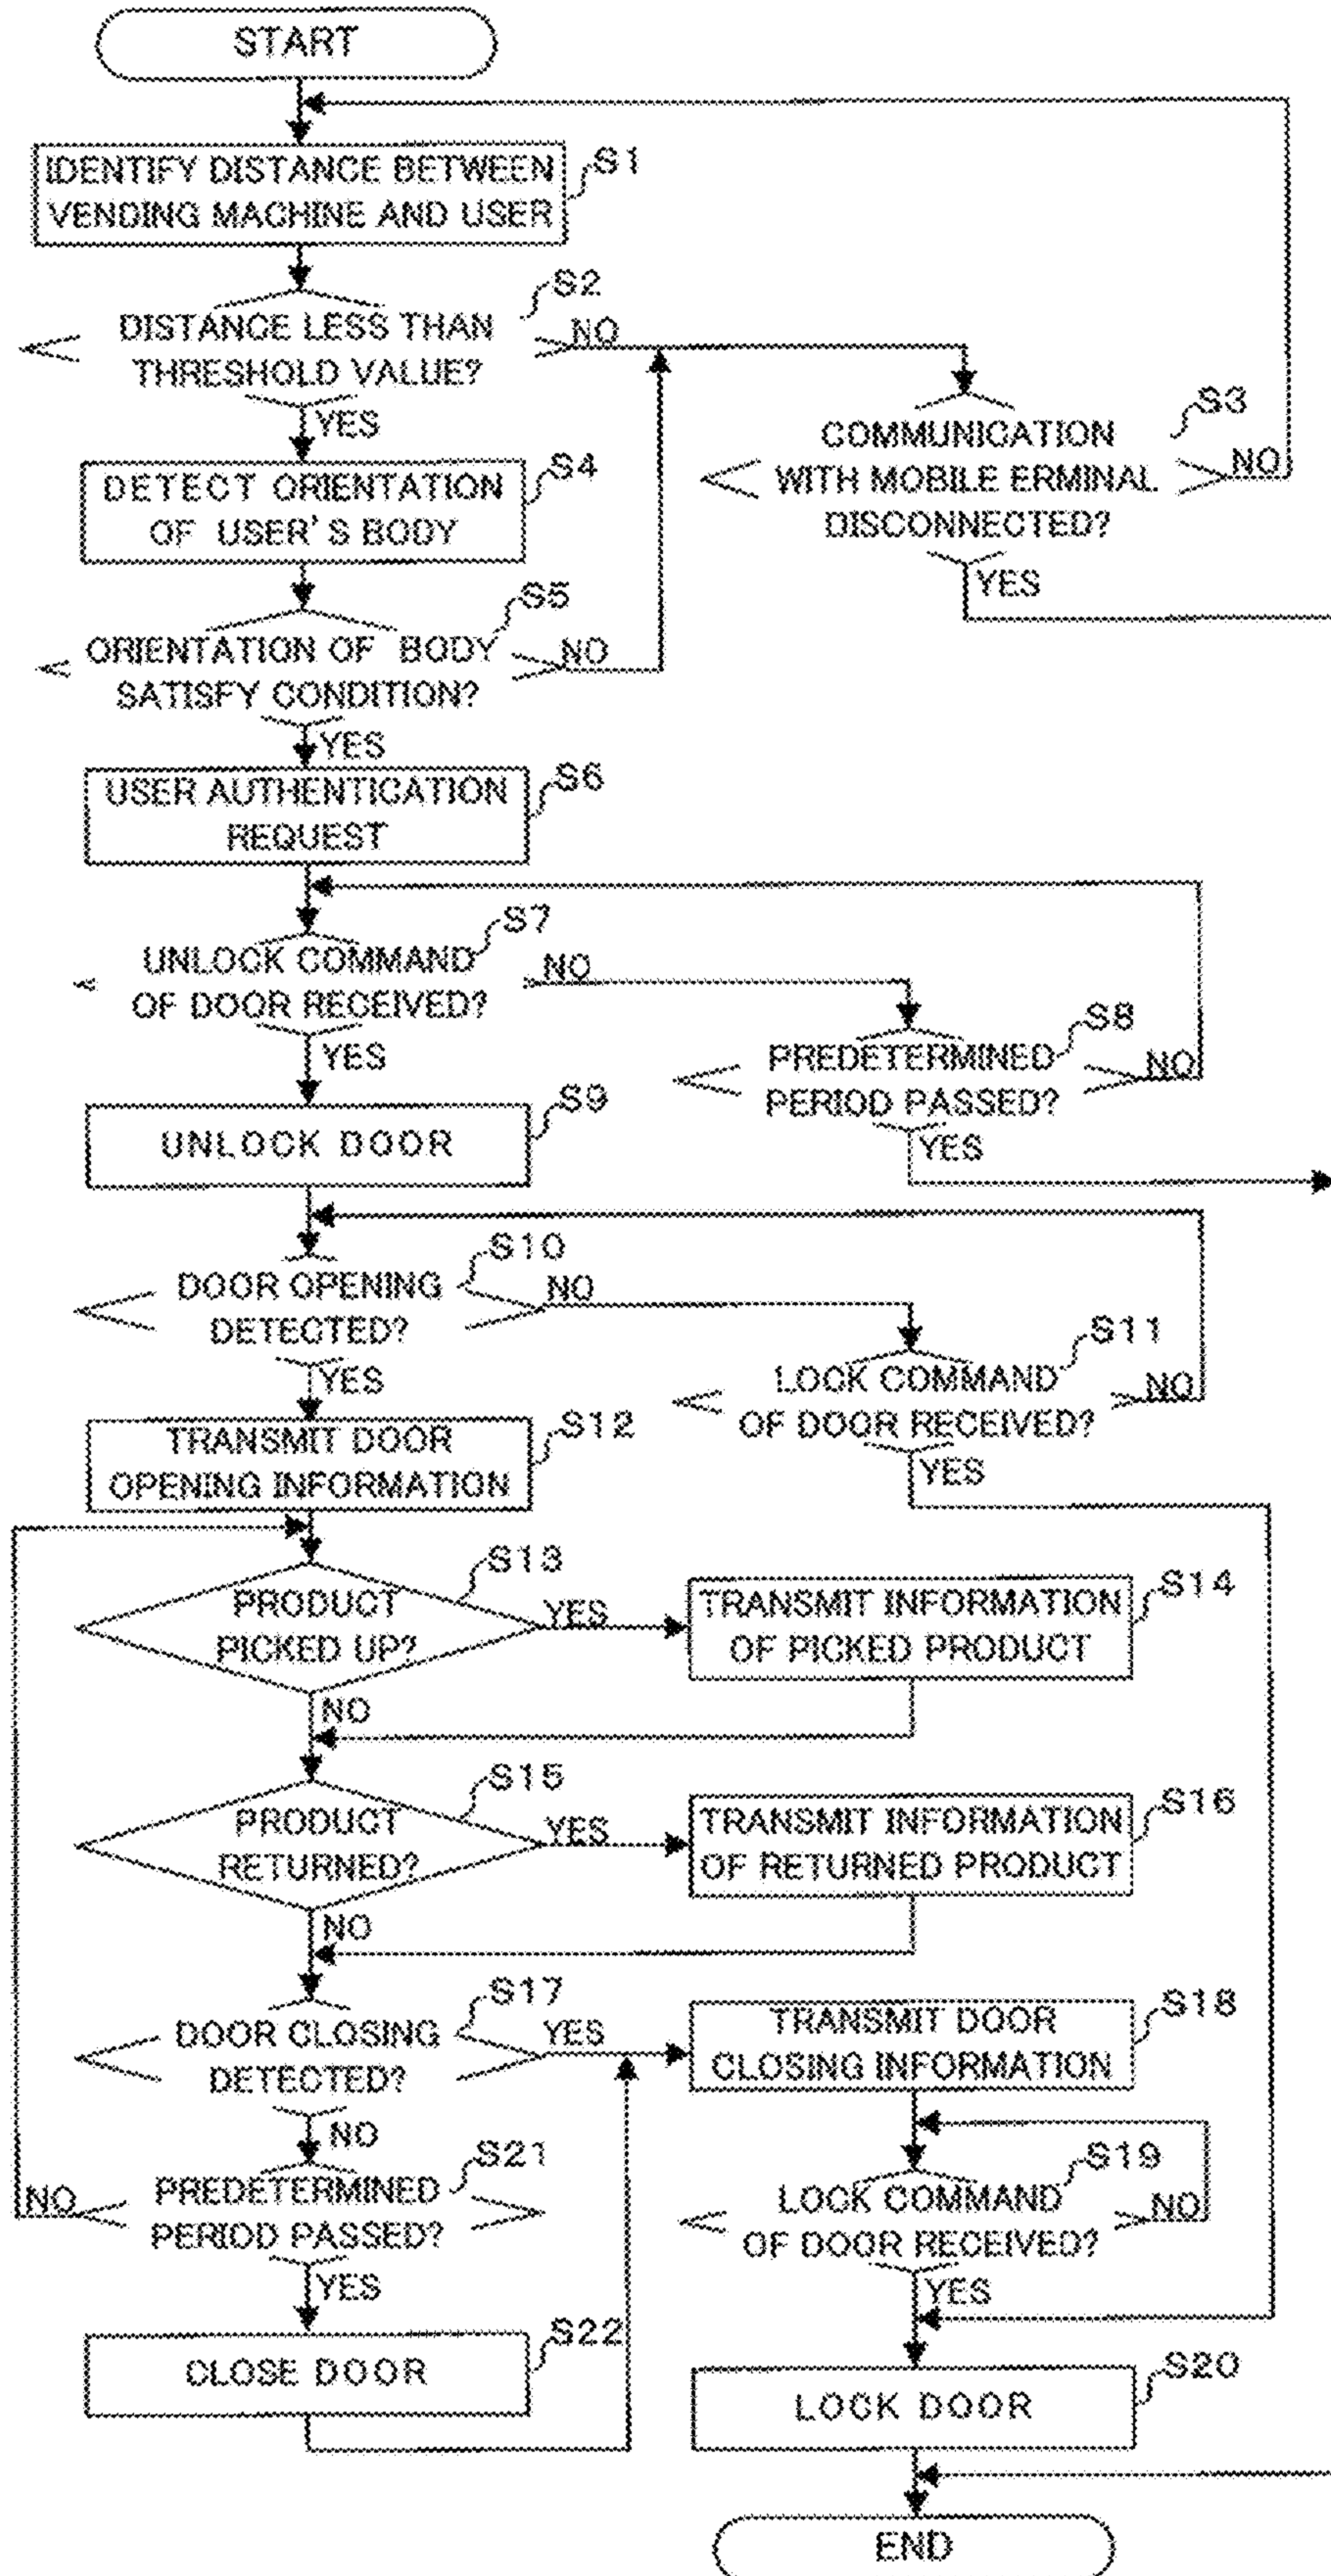 START
IDENTIFY DISTANCE BETWEEN
VENDING MACHINE AND USER
S1
DISTANCE LESS THAN
THRESHOLD VALUE?
S2
NO
YES
COMMUNICATION
WITH MOBILE ERMINAL
DISCONNECTED?
S3
NO
YES
DETECT ORIENTATION
OF USER'S BODY
S4
ORIENTATION OF BODY
SATISFY CONDITION?
S5
NO
YES
USER AUTHENTICATION
REQUEST
S6
UNLOCK COMMAND
OF DOOR RECEIVED?
S7
NO
YES
PREDETERMINED
PERIOD PASSED?
S8
NO
YES
UNLOCK DOOR
S9
DOOR OPENING
DETECTED?
S10
NO
YES
LOCK COMMAND
OF DOOR RECEIVED?
S11
NO
YES
TRANSMIT DOOR
OPENING INFORMATION
S12
PRODUCT
PICKED UP?
S13
YES
NO
TRANSMIT INFORMATION
OF PICKED PRODUCT
S14
PRODUCT
RETURNED?
S15
YES
NO
TRANSMIT INFORMATION
OF RETURNED PRODUCT
S16
DOOR CLOSING
DETECTED?
S17
YES
NO
TRANSMIT DOOR
CLOSING INFORMATION
S18
PREDETERMINED
PERIOD PASSED?
S21
NO
YES
LOCK COMMAND
OF DOOR RECEIVED?
S19
NO
YES
CLOSE DOOR
S22
LOCK DOOR
S20
END